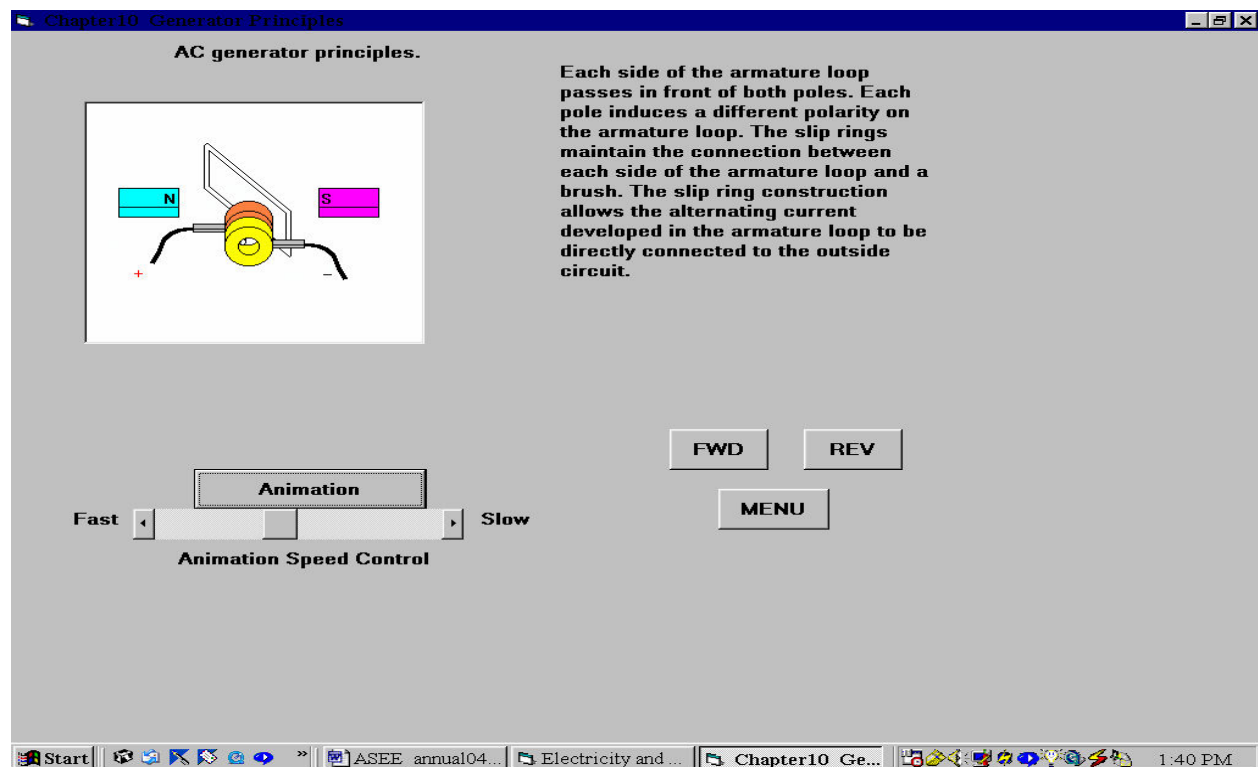 Chapter10 Generator Principles
AC generator principles.
Each side of the armature loop
passes in front of both poles. Each
pole induces a different polarity on
the armature loop. The slip rings
maintain the connection between
each side of the armature loop and a
brush. The slip ring construction
allows the alternating current
developed in the armature loop to be
directly connected to the outside
circuit.
N
S
+
−
FWD
REV
MENU
Animation
Fast
Slow
Animation Speed Control
Start
»
ASEE annual04...
Electricity and ...
Chapter10 Ge...
1:40 PM